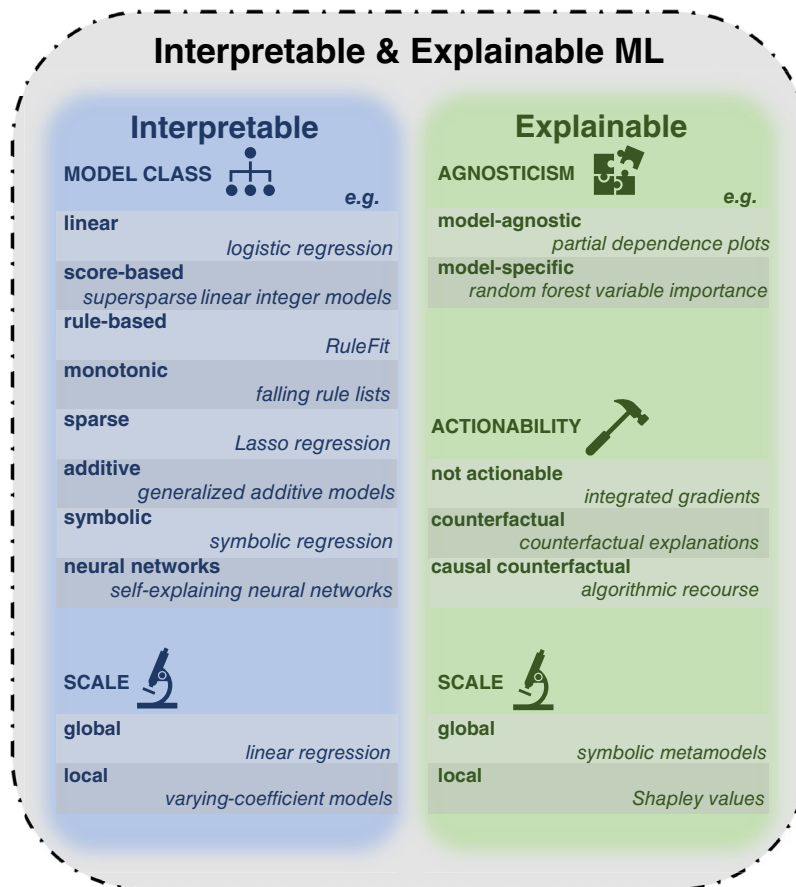 Interpretable & Explainable ML
Interpretable
MODEL CLASS
e.g.
linear
logistic regression
score-based
supersparse linear integer models
rule-based
RuleFit
monotonic
falling rule lists
sparse
Lasso regression
additive
generalized additive models
symbolic
symbolic regression
neural networks
self-explaining neural networks
SCALE
global
linear regression
local
varying-coefficient models
Explainable
AGNOSTICISM
e.g.
model-agnostic
partial dependence plots
model-specific
random forest variable importance
ACTIONABILITY
not actionable
integrated gradients
counterfactual
counterfactual explanations
causal counterfactual
algorithmic recourse
SCALE
global
symbolic metamodels
local
Shapley values